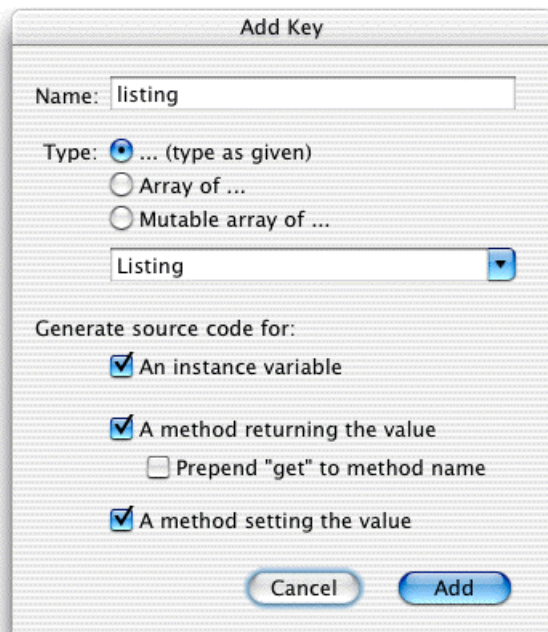 Add Key
Name: listing
Type: ... (type as given)
Array of ...
Mutable array of ...
Listing
Generate source code for:
An instance variable
A method returning the value
Prepend "get" to method name
A method setting the value
Cancel Add